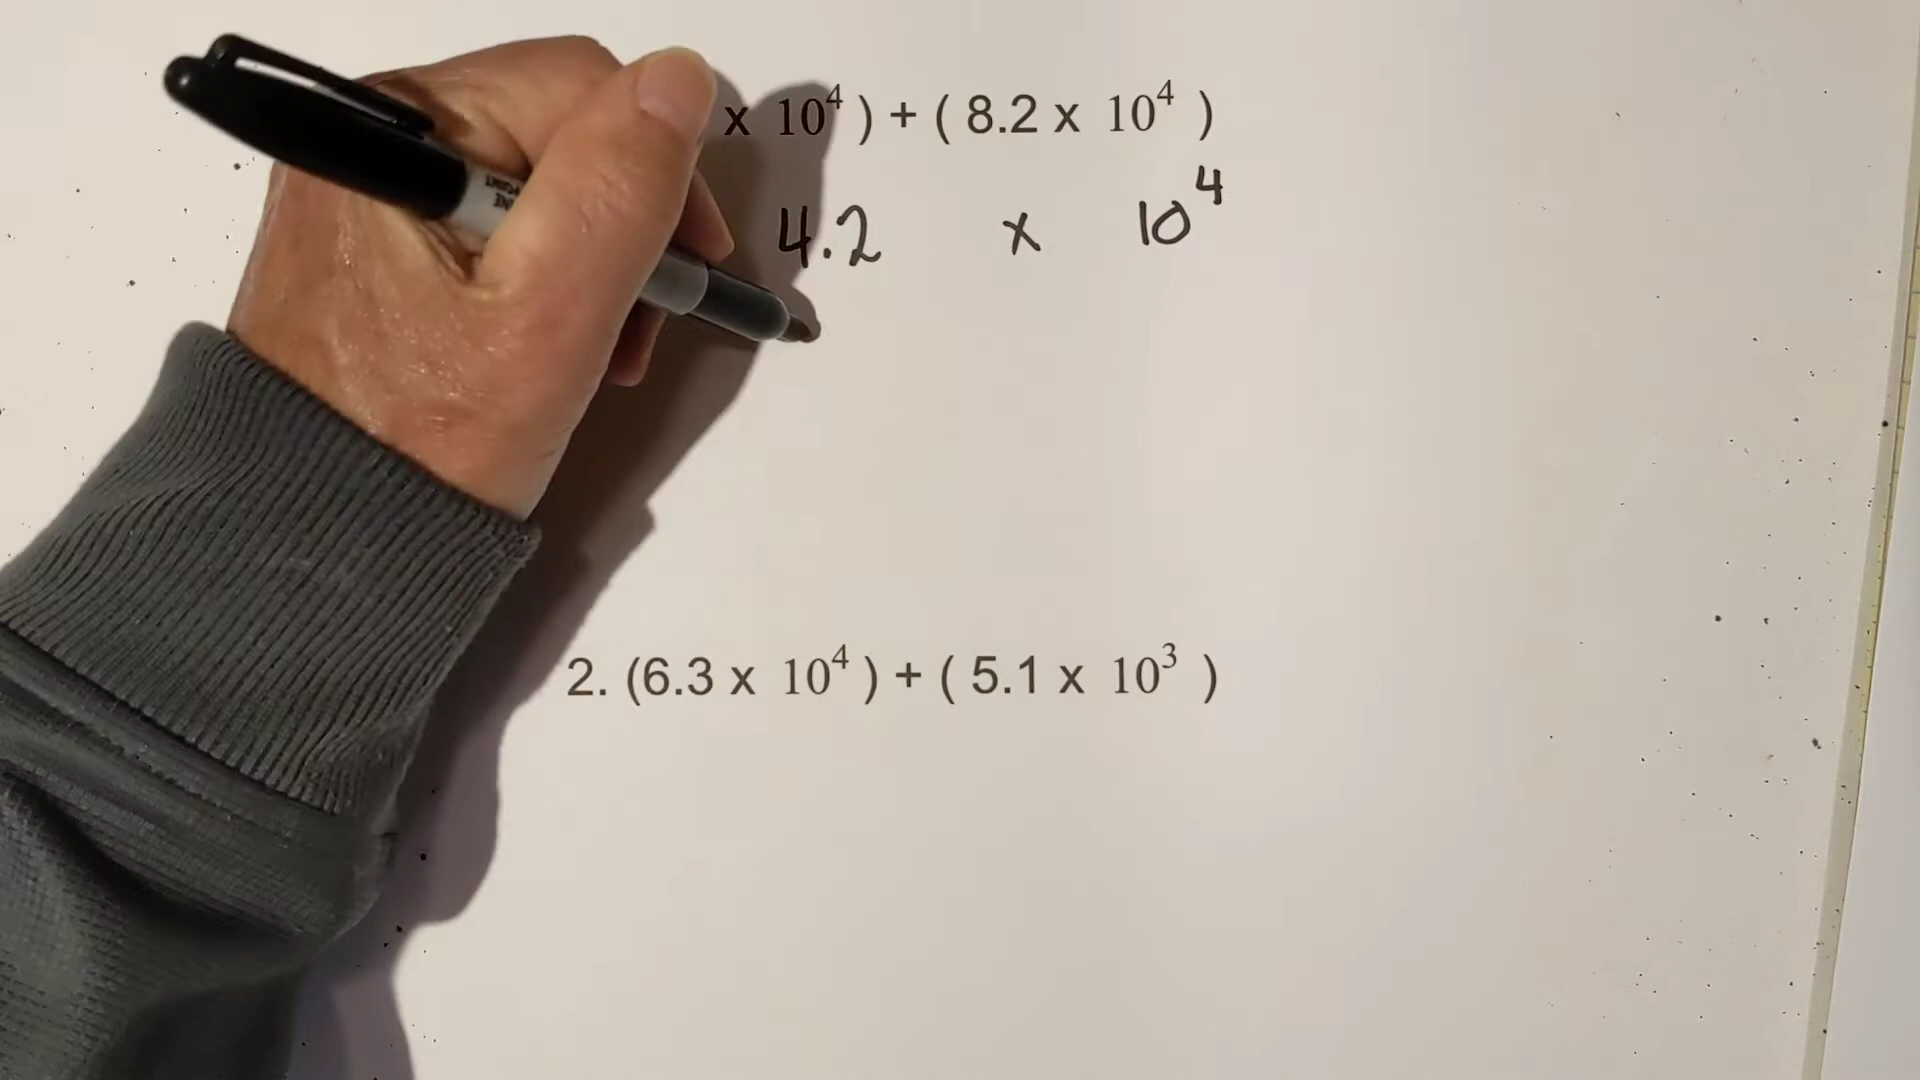 x 10⁴ ) + ( 8.2 x 10⁴ )
4.2 x 10⁴
2. (6.3 x 10⁴ ) + ( 5.1 x 10³ )